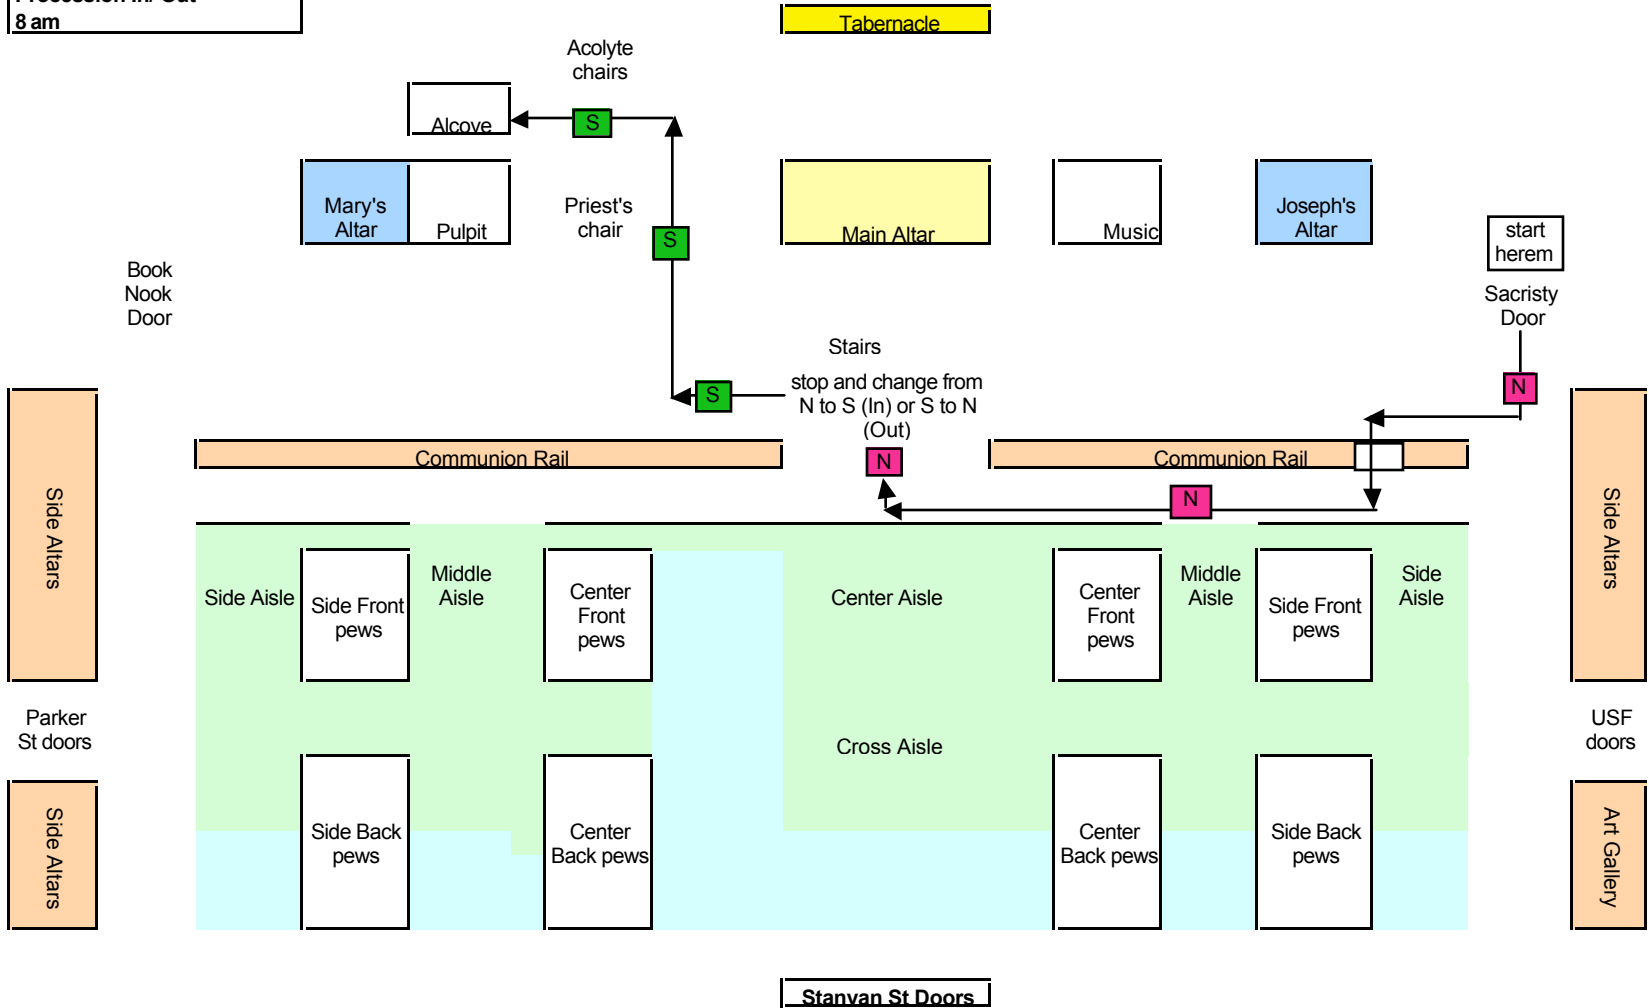 Procession In/ Out
8 am
Tabernacle
Acolyte
chairs
Alcove
S
Mary's
Altar
Pulpit
Priest's
chair
S
Main Altar
Music
Joseph's
Altar
start
herem
Book
Nook
Door
Sacristy
Door
Stairs
stop and change from
N to S (In) or S to N
(Out)
S
N
Communion Rail
N
Communion Rail
N
Side Altars
Side Altars
Side Aisle
Side Front
pews
Middle
Aisle
Center
Front
pews
Center Aisle
Center
Front
pews
Middle
Aisle
Side Front
pews
Side
Aisle
Parker
St doors
Cross Aisle
USF
doors
Side Altars
Side Back
pews
Center
Back pews
Center
Back pews
Side Back
pews
Art Gallery
Stanyan St Doors